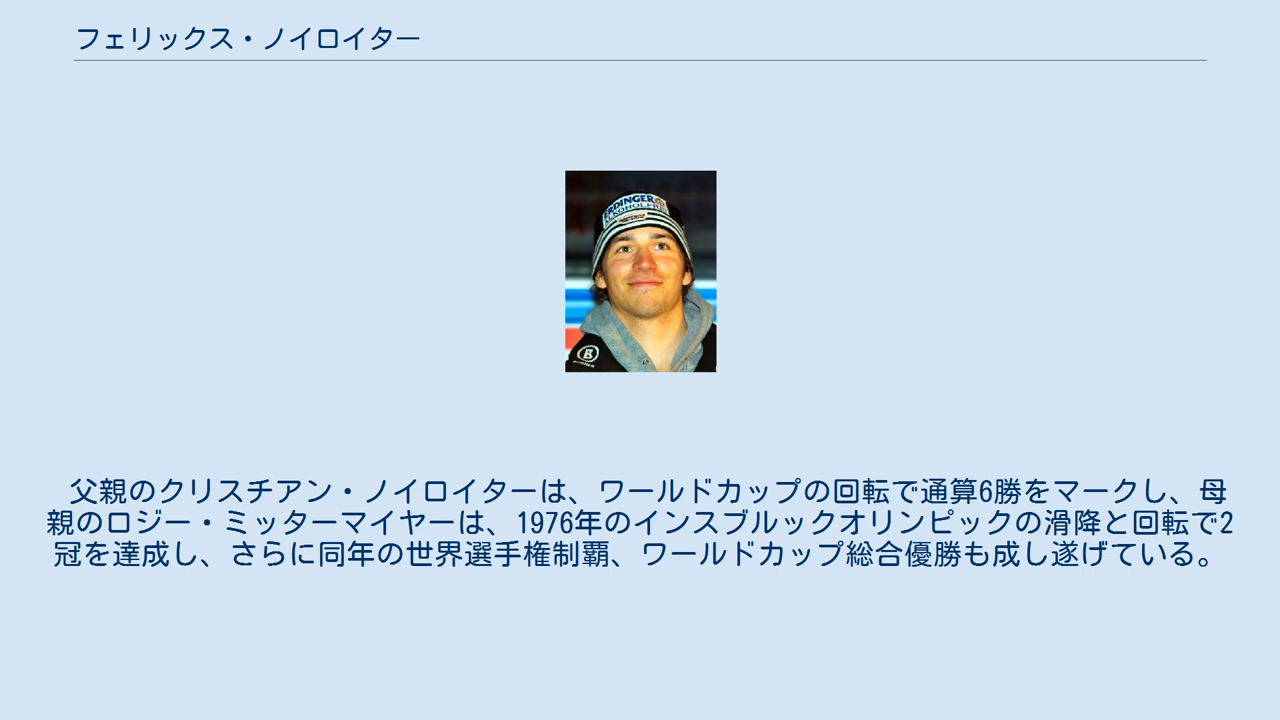 フェリックス・ノイロイター
ERDINGER
ALKOHOLFREI
B
父親のクリスチアン・ノイロイターは、ワールドカップの回転で通算6勝をマークし、母
親のロジー・ミッターマイヤーは、1976年のインスブルックオリンピックの滑降と回転で2
冠を達成し、さらに同年の世界選手権制覇、ワールドカップ総合優勝も成し遂げている。